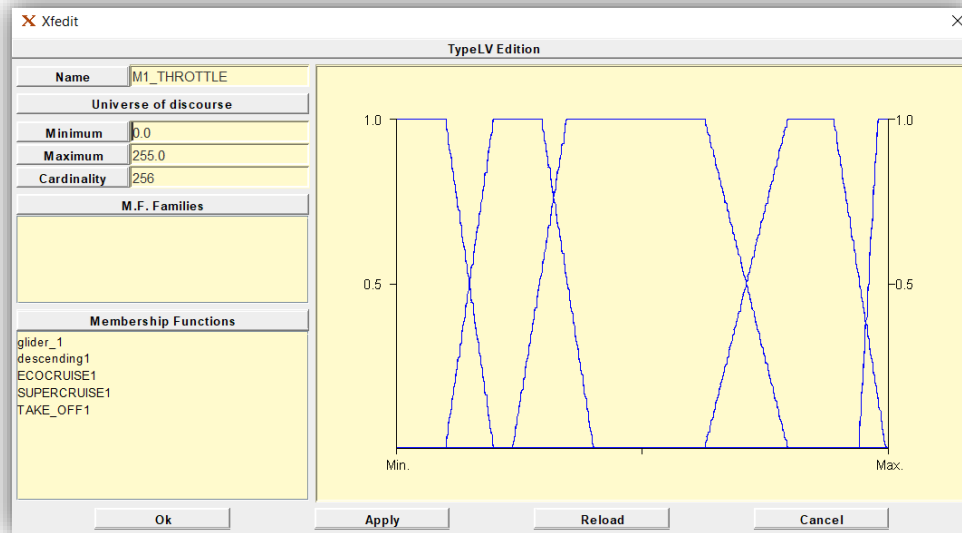 Xfedit
TypeLV Edition
Name M1_THROTTLE
Universe of discourse
Minimum 0.0
Maximum 255.0
Cardinality 256
M.F. Families
Membership Functions
glider_1
descending1
ECOCRUISE1
SUPERCRUISE1
TAKE_OFF1
1.0 1.0
0.5 0.5
Min. Max.
Ok Apply Reload Cancel